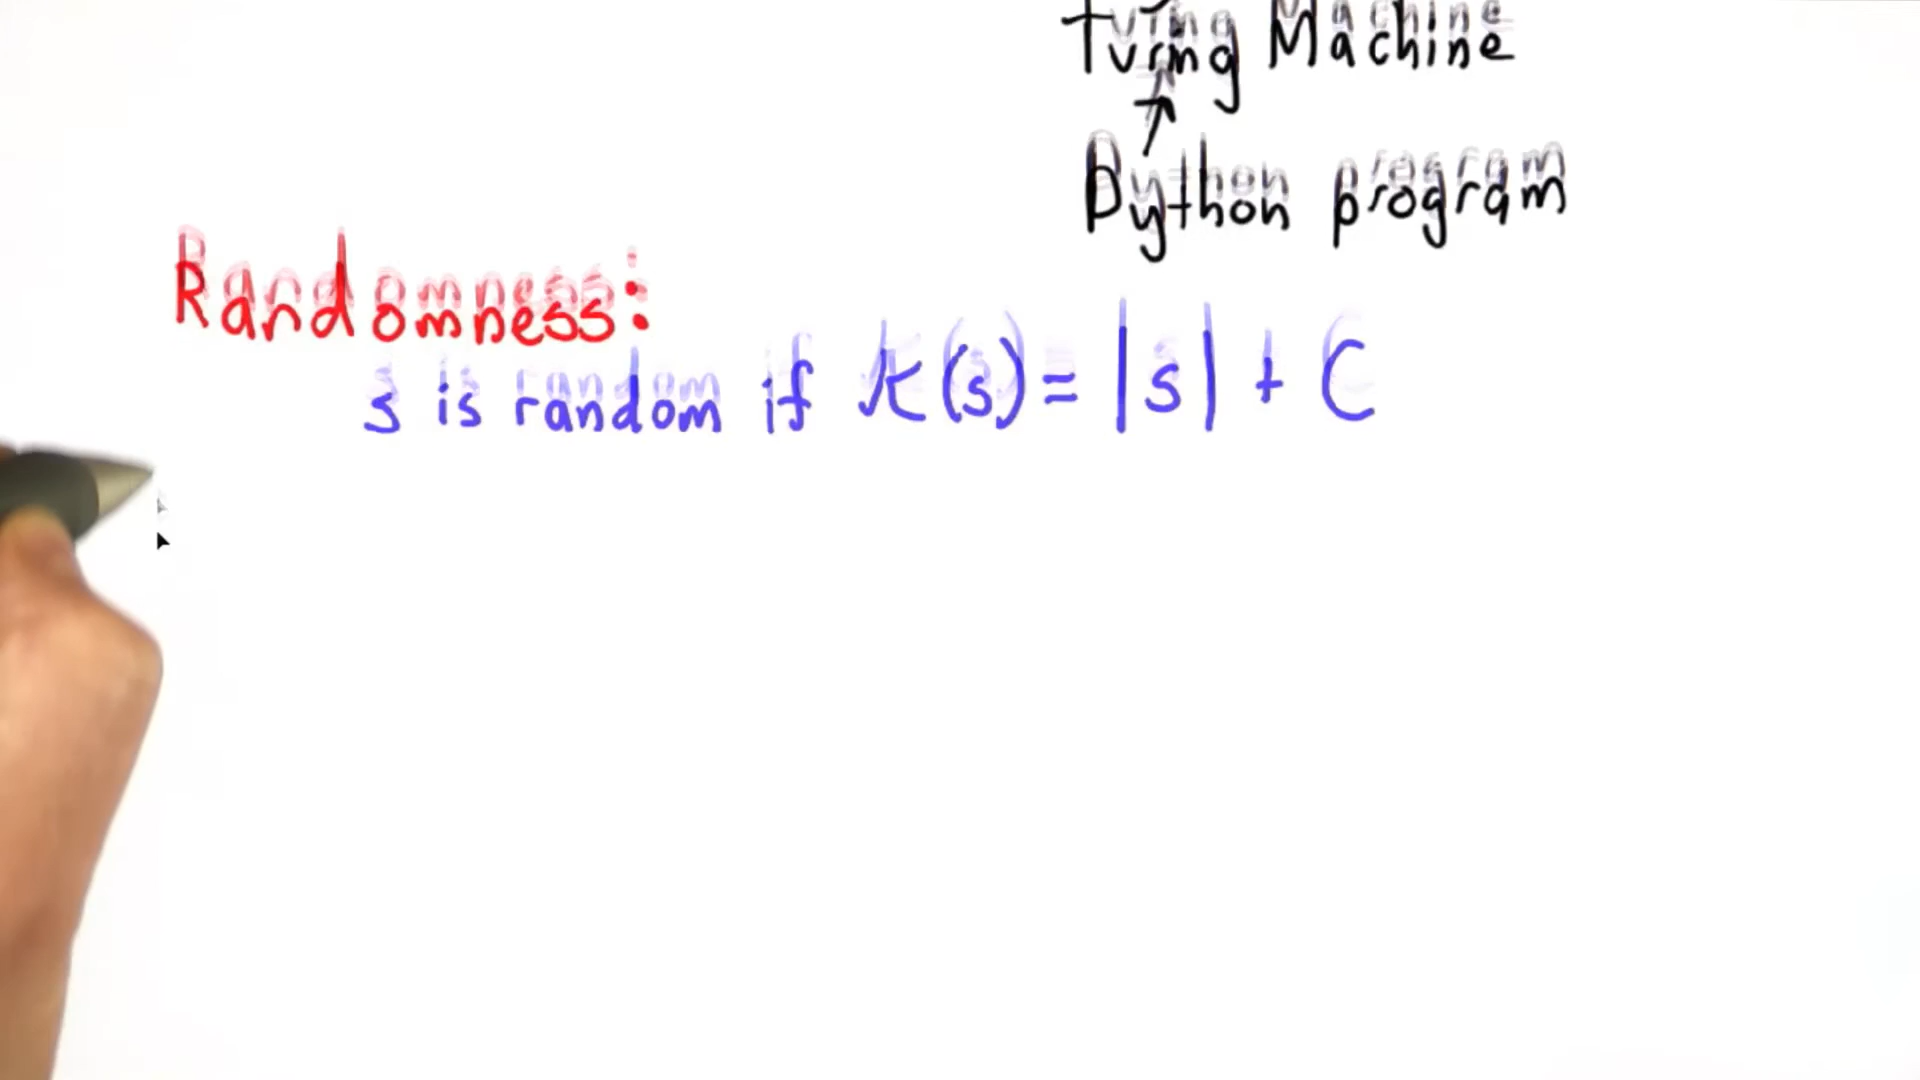 Turing Machine
Python program
Randomness:
s is random if K(s) = |s| + C